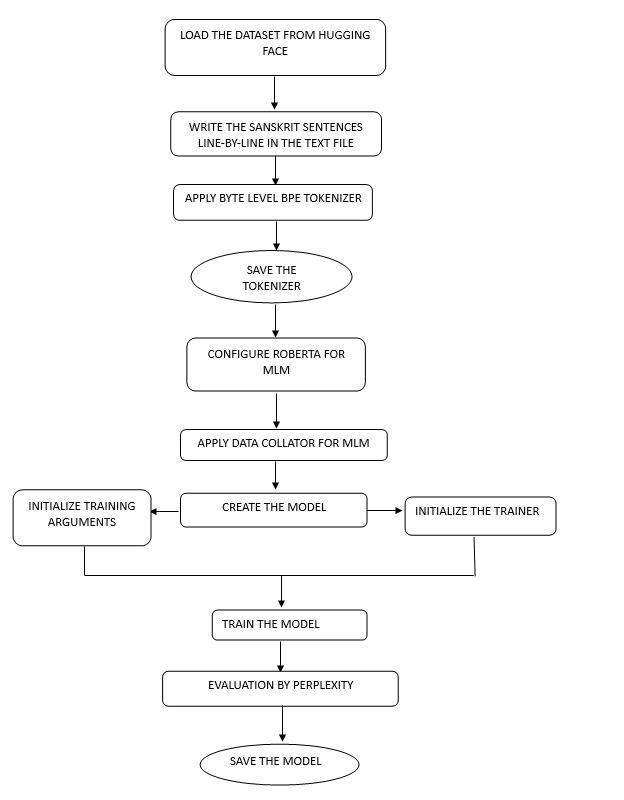 LOAD THE DATASET FROM HUGGING
FACE
WRITE THE SANSKRIT SENTENCES
LINE-BY-LINE IN THE TEXT FILE
APPLY BYTE LEVEL BPE TOKENIZER
SAVE THE
TOKENIZER
CONFIGURE ROBERTA FOR
MLM
APPLY DATA COLLATOR FOR MLM
INITIALIZE TRAINING
ARGUMENTS
CREATE THE MODEL
INITIALIZE THE TRAINER
TRAIN THE MODEL
EVALUATION BY PERPLEXITY
SAVE THE MODEL